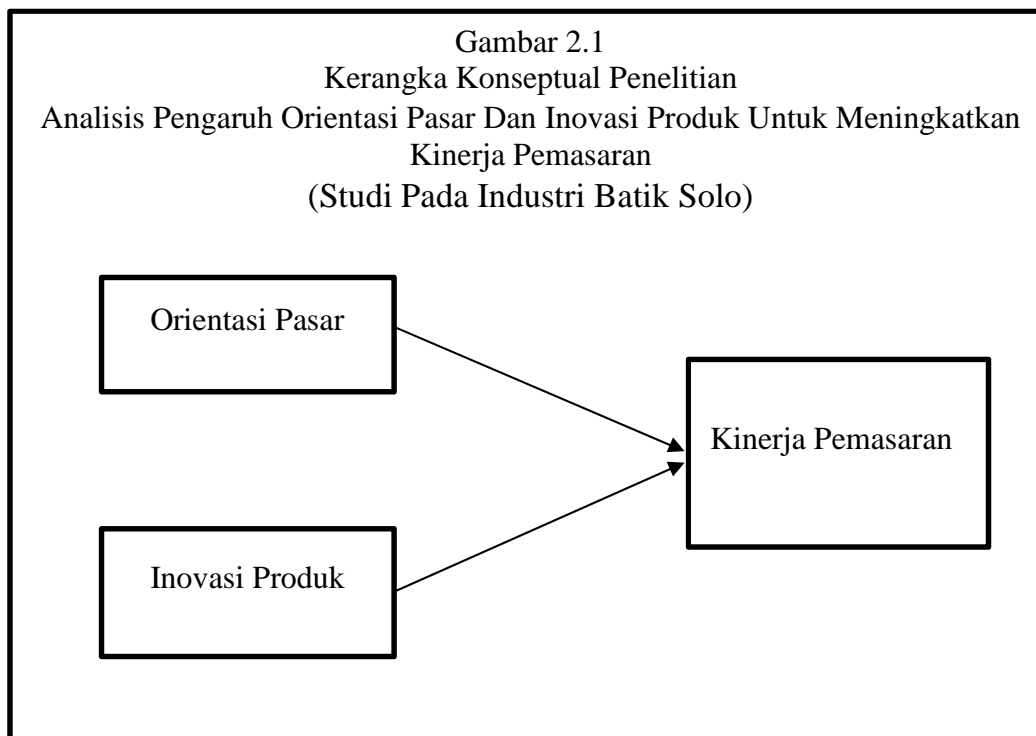 Gambar 2.1
Kerangka Konseptual Penelitian
Analisis Pengaruh Orientasi Pasar Dan Inovasi Produk Untuk Meningkatkan
Kinerja Pemasaran
(Studi Pada Industri Batik Solo)
Orientasi Pasar
Kinerja Pemasaran
Inovasi Produk